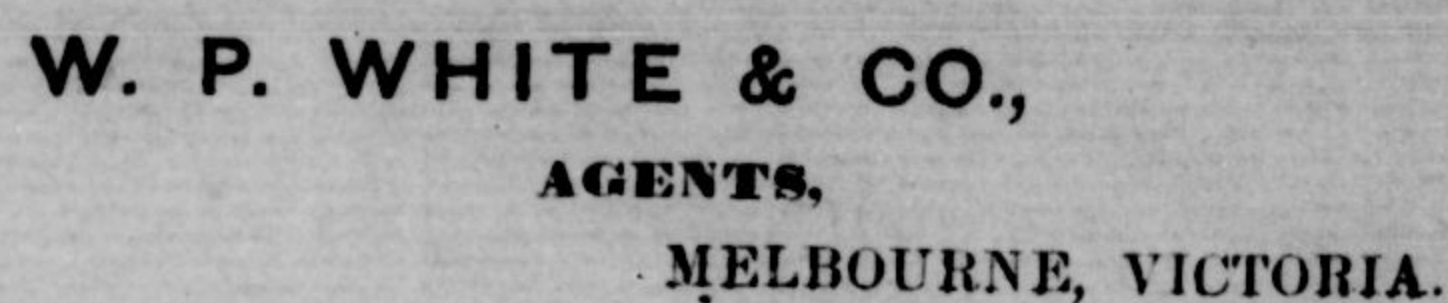 W. P. WHITE & CO.,
AGENTS,
MELBOURNE, VICTORIA.